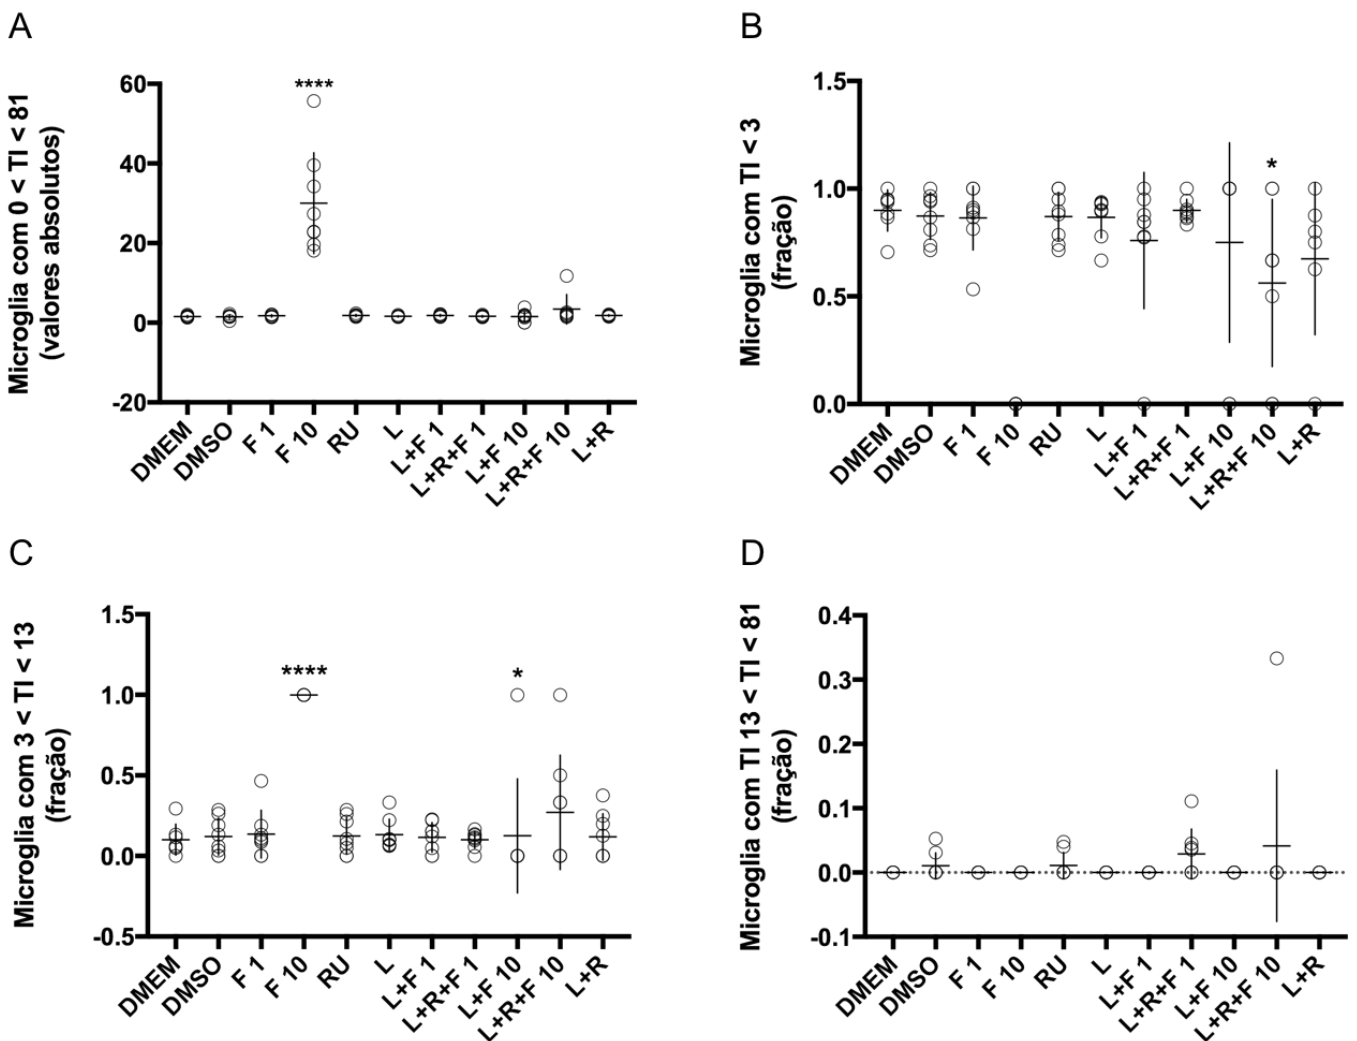 A
Microglia com 0 < TI < 81
(valores absolutos)
60
40
20
0
-20
****
DMEM
DMSO
F 1
F 10
RU
L
L+F 1
L+R+F 1
L+F 10
L+R+F 10
L+R
B
Microglia com TI < 3
(fração)
1.5
1.0
0.5
0.0
*
DMEM
DMSO
F 1
F 10
RU
L
L+F 1
L+R+F 1
L+F 10
L+R+F 10
L+R
C
Microglia com 3 < TI < 13
(fração)
1.5
1.0
0.5
0.0
-0.5
****
*
DMEM
DMSO
F 1
F 10
RU
L
L+F 1
L+R+F 1
L+F 10
L+R+F 10
L+R
D
Microglia com TI 13 < TI < 81
(fração)
0.4
0.3
0.2
0.1
0.0
-0.1
DMEM
DMSO
F 1
F 10
RU
L
L+F 1
L+R+F 1
L+F 10
L+R+F 10
L+R